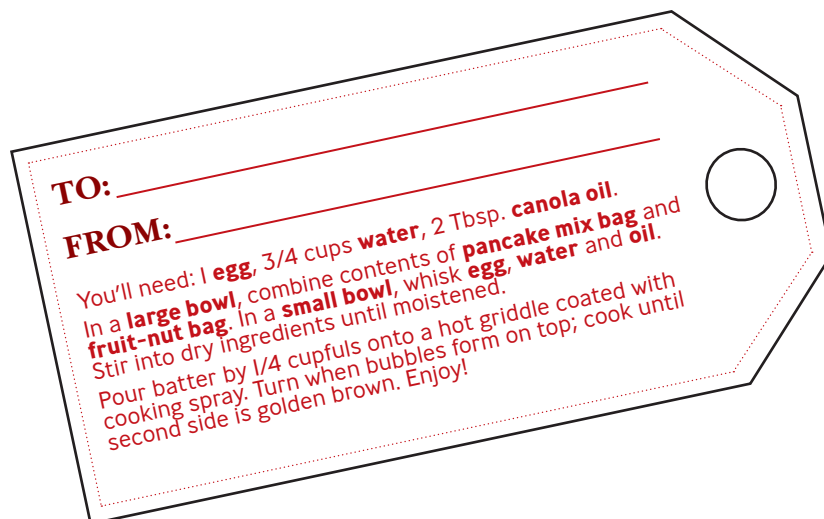 TO:
FROM:
You'll need: 1 egg, 3/4 cups water, 2 Tbsp. canola oil.
In a large bowl, combine contents of pancake mix bag and
fruit-nut bag. In a small bowl, whisk egg, water and oil.
Stir into dry ingredients until moistened.
Pour batter by 1/4 cupfuls onto a hot griddle coated with
cooking spray. Turn when bubbles form on top; cook until
second side is golden brown. Enjoy!